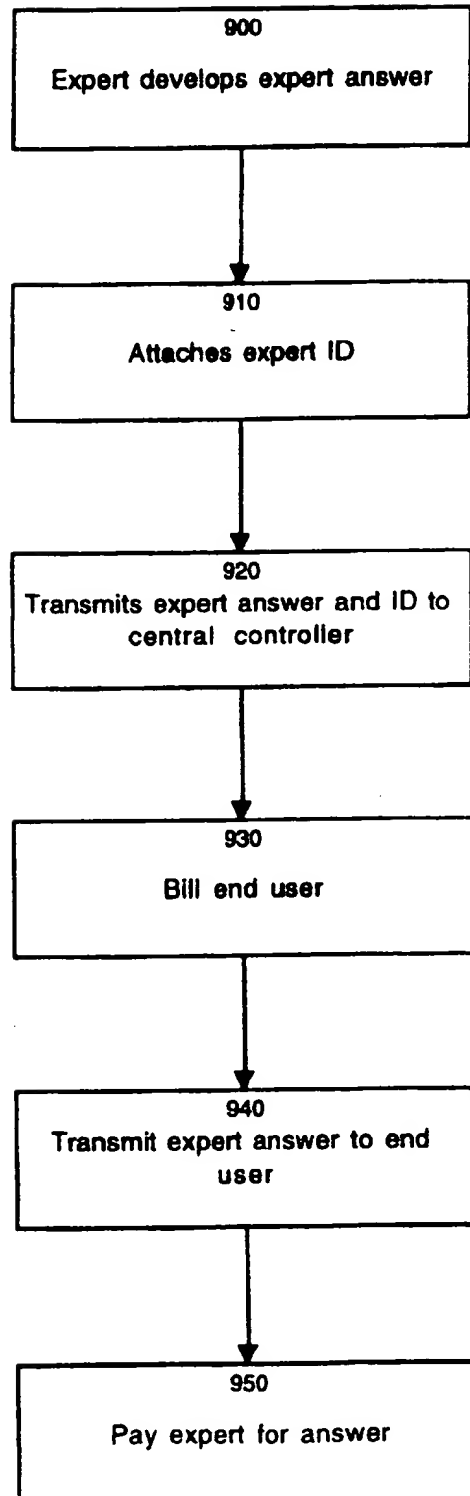 900
Expert develops expert answer
910
Attaches expert ID
920
Transmits expert answer and ID to
central controller
930
Bill end user
940
Transmit expert answer to end
user
950
Pay expert for answer